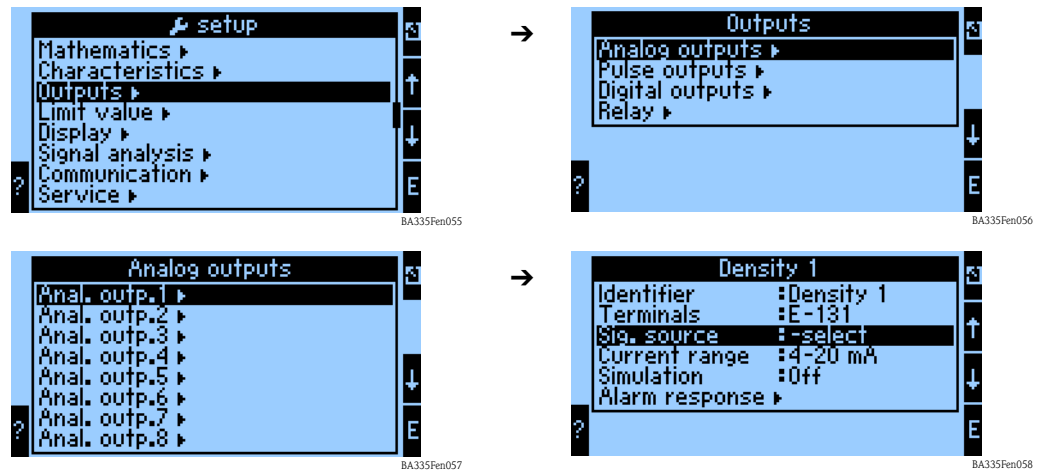 setup
Mathematics
Characteristics
Outputs
Limit value
Display
Signal analysis
Communication
Service
?
E
BA335Fen055
Outputs
Analog outputs
Pulse outputs
Digital outputs
Relay
?
E
BA335Fen056
Analog outputs
Anal. outp.1
Anal. outp.2
Anal. outp.3
Anal. outp.4
Anal. outp.5
Anal. outp.6
Anal. outp.7
Anal. outp.8
?
E
BA335Fen057
Density 1
Identifier :Density 1
Terminals :E-131
Sig. source :-select
Current range :4-20 mA
Simulation :Off
Alarm response
?
E
BA335Fen058